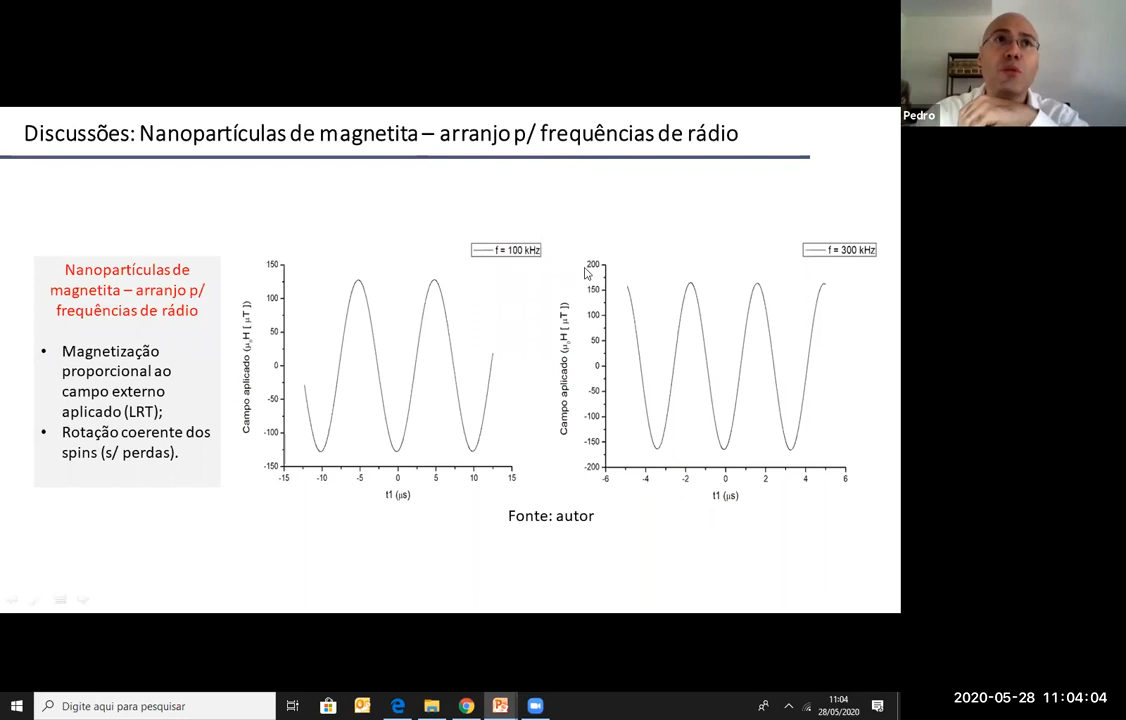 Pedro
Discussões: Nanopartículas de magnetita – arranjo p/ frequências de rádio
Nanopartículas de
magnetita – arranjo p/
frequências de rádio
• Magnetização
proporcional ao
campo externo
aplicado (LRT);
• Rotação coerente dos
spins (s/ perdas).
f = 100 kHz
150
100
50
0
-50
-100
-150
-15 -10 -5 0 5 10 15
Campo aplicado (μ₀H [ μT ])
t1 (μs)
f = 300 kHz
200
150
100
50
0
-50
-100
-150
-200
-6 -4 -2 0 2 4 6
Campo aplicado (μ₀H [ μT ])
t1 (μs)
Fonte: autor
Digite aqui para pesquisar
11:04
28/05/2020
2020-05-28 11:04:04